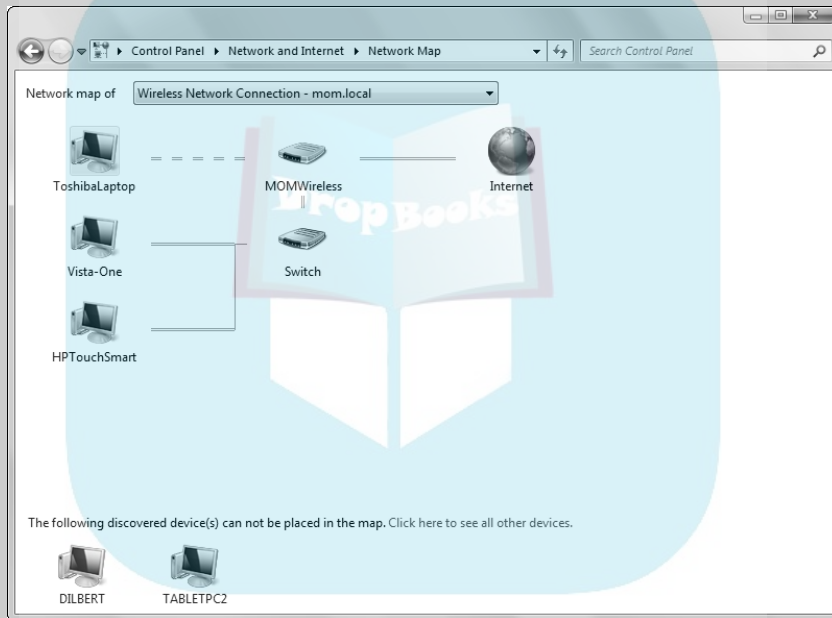 Control Panel Network and Internet Network Map Search Control Panel
Network map of Wireless Network Connection - mom.local
ToshibaLaptop MOMWireless Internet
Drop Books
Vista-One Switch
HPTouchSmart
The following discovered device(s) can not be placed in the map. Click here to see all other devices.
DILBERT TABLETPC2